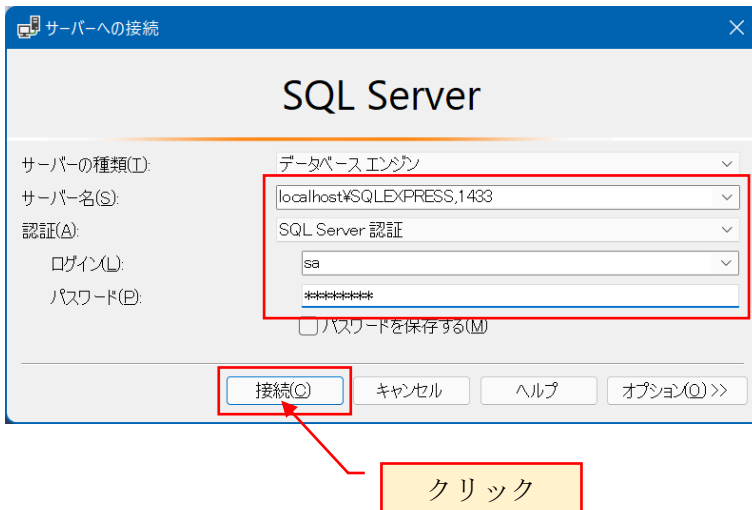 サーバーへの接続
SQL Server
サーバーの種類(T):
データベース エンジン
サーバー名(S):
localhost¥SQLEXPRESS,1433
認証(A):
SQL Server 認証
ログイン(L):
sa
パスワード(P):
*********
パスワードを保存する(M)
接続(C)
キャンセル
ヘルプ
オプション(O) >>
クリック